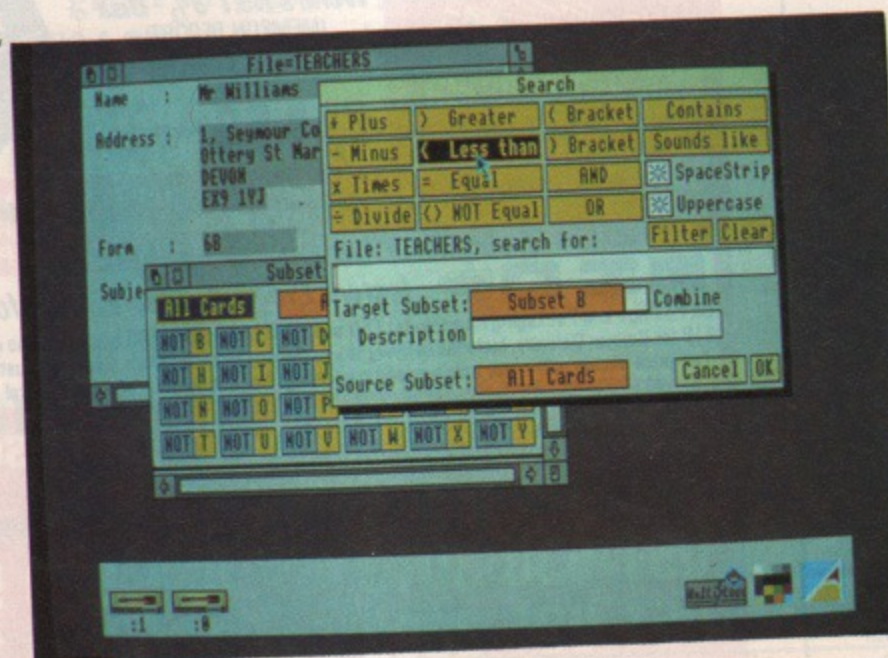 File=TEACHERS
Name : Mr Williams
Address : 1, Seymour Co
Ottery St Mar
DEVON
EX9 1YJ
Form : 6B
Subje
Subset
All Cards
NOT B NOT C NOT D
NOT H NOT I NOT J
NOT N NOT O NOT P
NOT T NOT U NOT V NOT W NOT X NOT Y
Search
+ Plus > Greater ( Bracket Contains
- Minus < Less than ) Bracket Sounds like
x Times = Equal AND SpaceStrip
÷ Divide <> NOT Equal OR Uppercase
File: TEACHERS, search for: Filter Clear
Target Subset: Subset B Combine
Description
Source Subset: All Cards Cancel OK
:1 :0